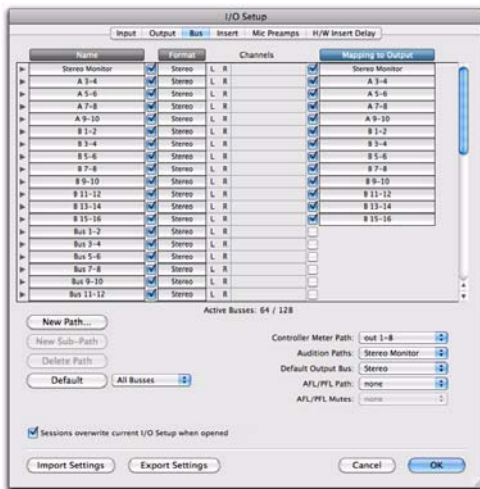 I/O Setup
Input Output Bus Insert Mic Preamps H/W Insert Delay
Name Format Channels Mapping to Output
Stereo Monitor Stereo L R Stereo Monitor
A 3-4 Stereo L R A 3-4
A 5-6 Stereo L R A 5-6
A 7-8 Stereo L R A 7-8
A 9-10 Stereo L R A 9-10
B 1-2 Stereo L R B 1-2
B 3-4 Stereo L R B 3-4
B 5-6 Stereo L R B 5-6
B 7-8 Stereo L R B 7-8
B 9-10 Stereo L R B 9-10
B 11-12 Stereo L R B 11-12
B 13-14 Stereo L R B 13-14
B 15-16 Stereo L R B 15-16
Bus 1-2 Stereo L R
Bus 3-4 Stereo L R
Bus 5-6 Stereo L R
Bus 7-8 Stereo L R
Bus 9-10 Stereo L R
Bus 11-12 Stereo L R
Active Busses: 64 / 128
New Path...
New Sub-Path
Delete Path
Default All Busses
Controller Meter Path: out 1-8
Audition Paths: Stereo Monitor
Default Output Bus: Stereo
AFL/PFL Path: none
AFL/PFL Mutes: none
Sessions overwrite current I/O Setup when opened
Import Settings Export Settings Cancel OK